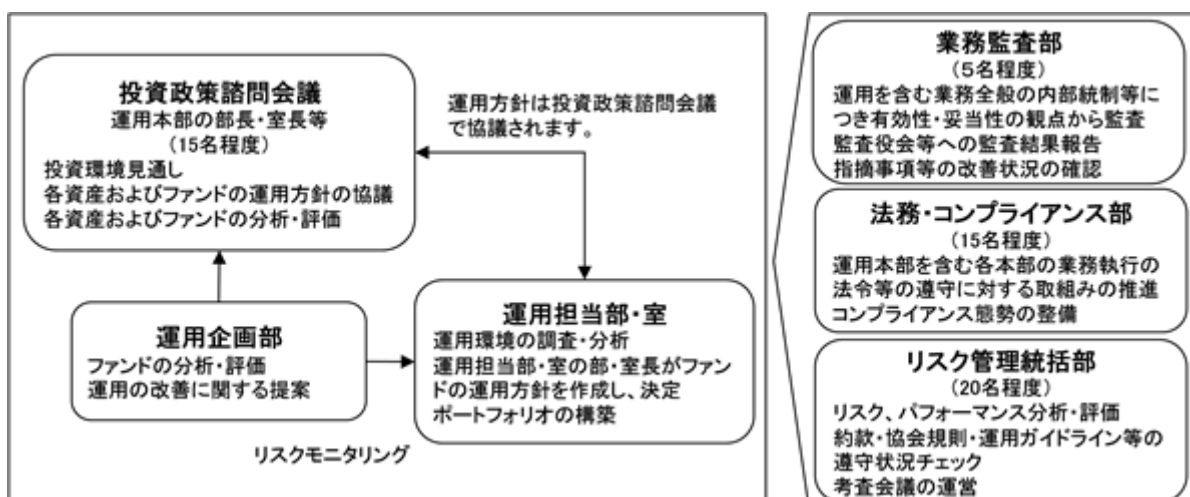 投資政策諮問会議
運用本部の部長・室長等
(15名程度)
投資環境見通し
各資産およびファンドの運用方針の協議
各資産およびファンドの分析・評価
運用方針は投資政策諮問会議
で協議されます。
運用企画部
ファンドの分析・評価
運用の改善に関する提案
運用担当部・室
運用環境の調査・分析
運用担当部・室の部・室長がファン
ドの運用方針を作成し、決定
ポートフォリオの構築
リスクモニタリング
業務監査部
(5名程度)
運用を含む業務全般の内部統制等に
つき有効性・妥当性の観点から監査
監査役会等への監査結果報告
指摘事項等の改善状況の確認
法務・コンプライアンス部
(15名程度)
運用本部を含む各本部の業務執行の
法令等の遵守に対する取組みの推進
コンプライアンス態勢の整備
リスク管理統括部
(20名程度)
リスク、パフォーマンス分析・評価
約款・協会規則・運用ガイドライン等の
遵守状況チェック
考査会議の運営